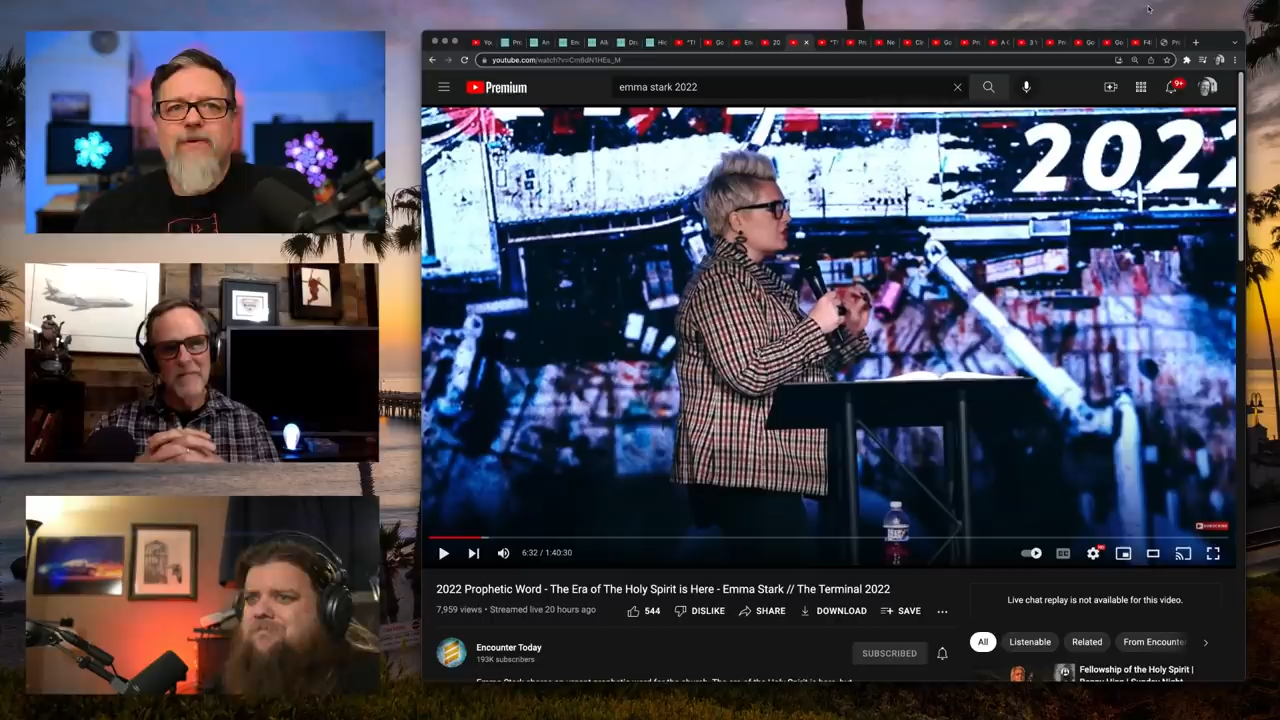 youtube.com/watch?v=Cm8dN1HEs_M
Premium
emma stark 2022
9+
2022
SUBSCRIBE
6:32 / 1:40:30
2022 Prophetic Word - The Era of The Holy Spirit is Here - Emma Stark // The Terminal 2022
7,959 views • Streamed live 20 hours ago
544
DISLIKE
SHARE
DOWNLOAD
SAVE
Live chat replay is not available for this video.
Encounter Today
193K subscribers
SUBSCRIBED
All
Listenable
Related
From Encounte
Fellowship of the Holy Spirit |